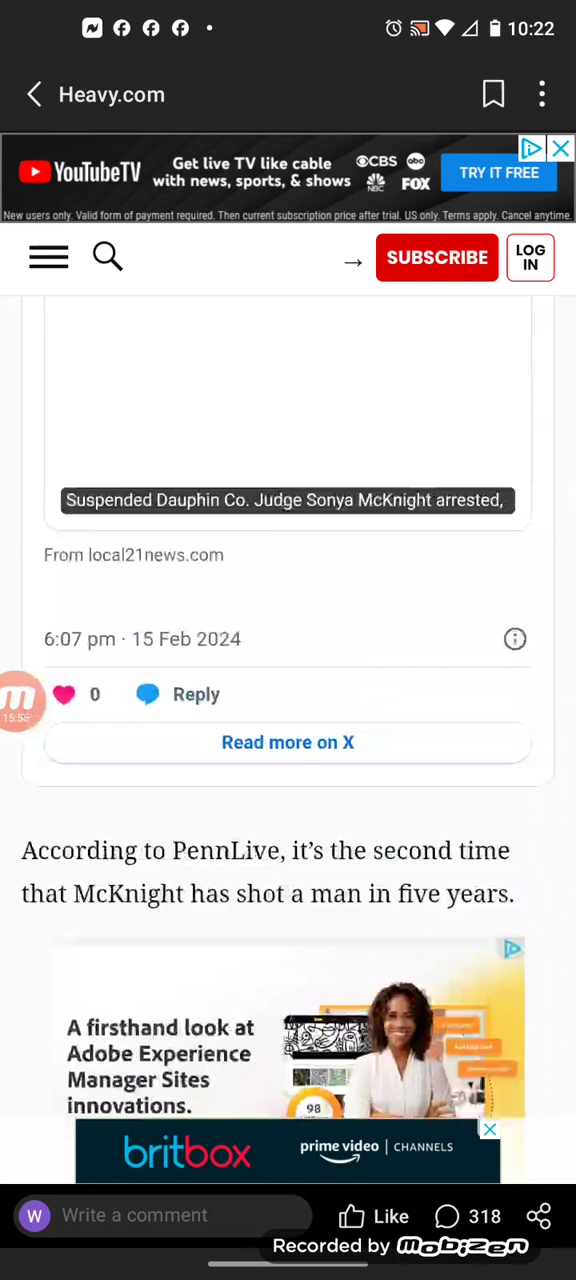 10:22
Heavy.com
YouTubeTV
Get live TV like cable
with news, sports, & shows
CBS abc
NBC FOX
TRY IT FREE
New users only. Valid form of payment required. Then current subscription price after trial. US only. Terms apply. Cancel anytime.
→ SUBSCRIBE
LOG
IN
Suspended Dauphin Co. Judge Sonya McKnight arrested,
From local21news.com
6:07 pm · 15 Feb 2024
0 Reply
Read more on X
According to PennLive, it’s the second time
that McKnight has shot a man in five years.
A firsthand look at
Adobe Experience
Manager Sites
innovations.
98
britbox
prime video | CHANNELS
W Write a comment
Like 318
Recorded by mobizen